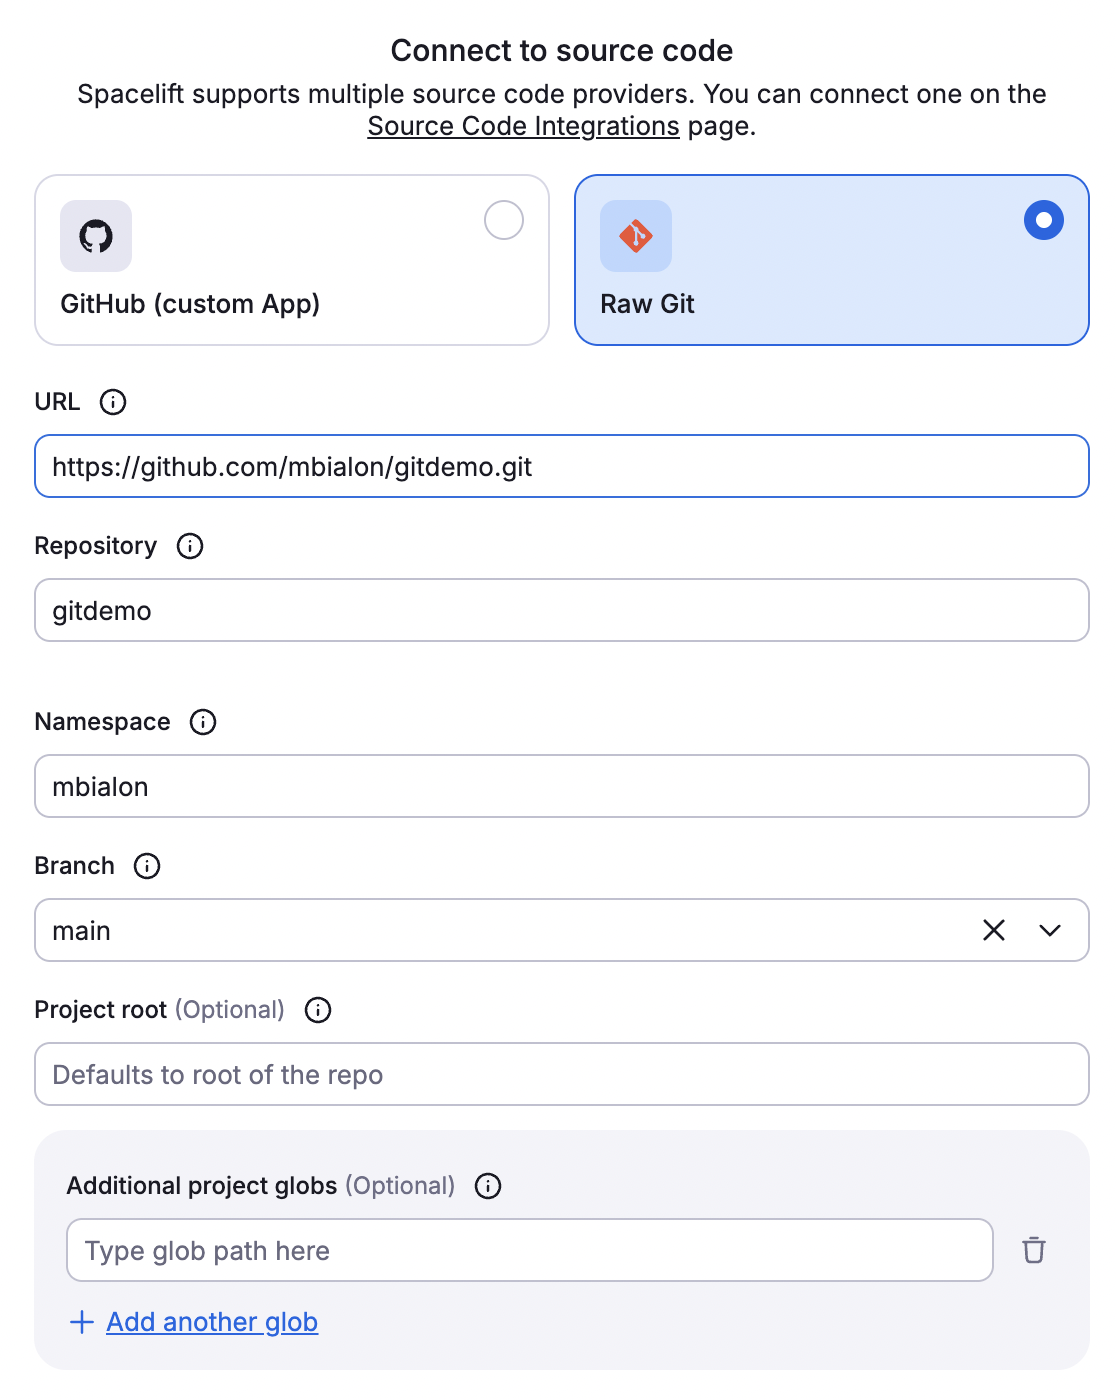 Connect to source code
Spacelift supports multiple source code providers. You can connect one on the
Source Code Integrations page.
GitHub (custom App)
Raw Git
URL
https://github.com/mbialon/gitdemo.git
Repository
gitdemo
Namespace
mbialon
Branch
main
Project root (Optional)
Defaults to root of the repo
Additional project globs (Optional)
Type glob path here
Add another glob